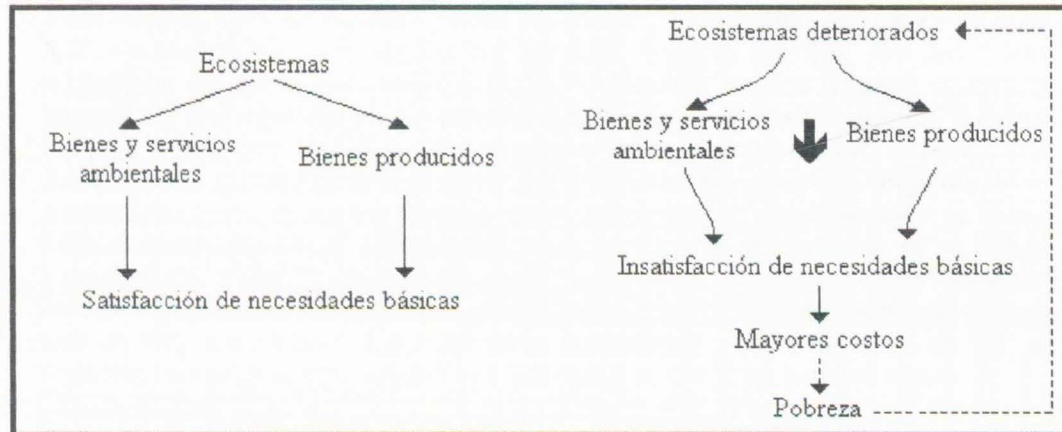 Ecosistemas
Bienes y servicios
ambientales
Bienes producidos
Satisfacción de necesidades básicas
Ecosistemas deteriorados
Bienes y servicios
ambientales
Bienes producidos
Insatisfacción de necesidades básicas
Mayores costos
Pobreza